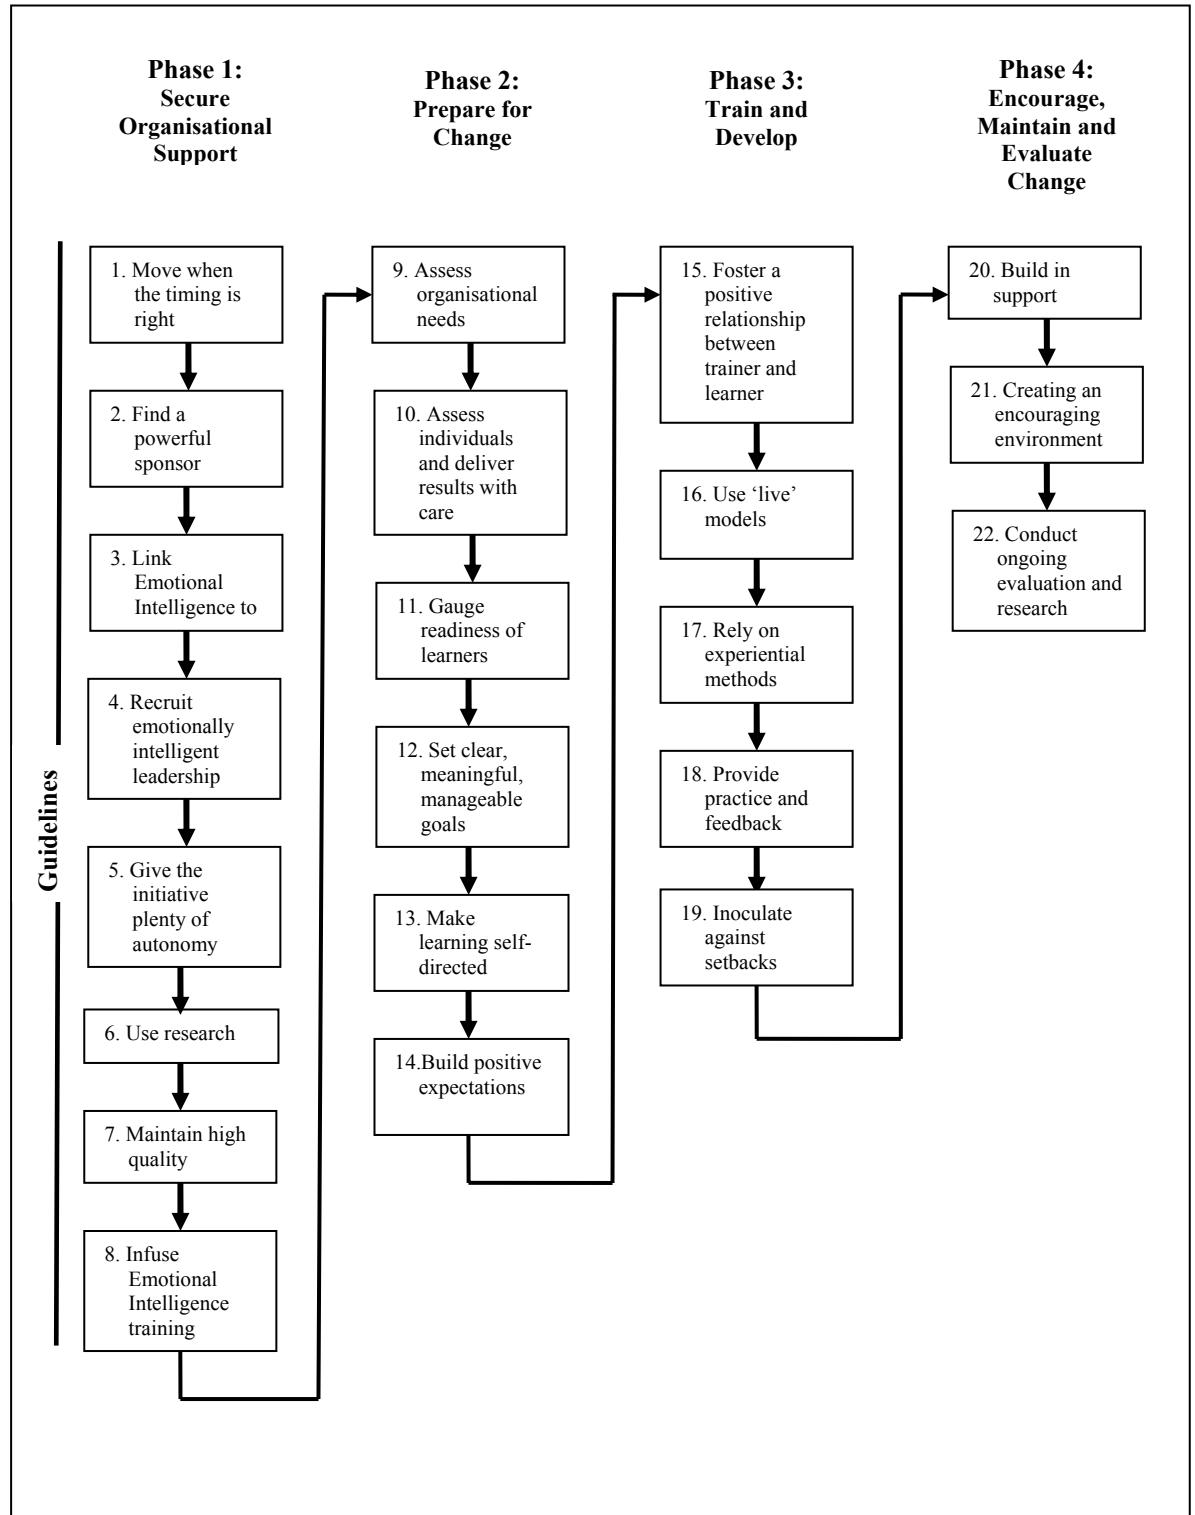 Phase 1:
Secure
Organisational
Support
Phase 2:
Prepare for
Change
Phase 3:
Train and
Develop
Phase 4:
Encourage,
Maintain and
Evaluate
Change
Guidelines
1. Move when
the timing is
right
2. Find a
powerful
sponsor
3. Link
Emotional
Intelligence to
4. Recruit
emotionally
intelligent
leadership
5. Give the
initiative
plenty of
autonomy
6. Use research
7. Maintain high
quality
8. Infuse
Emotional
Intelligence
training
9. Assess
organisational
needs
10. Assess
individuals
and deliver
results with
care
11. Gauge
readiness of
learners
12. Set clear,
meaningful,
manageable
goals
13. Make
learning self-
directed
14.Build positive
expectations
15. Foster a
positive
relationship
between
trainer and
learner
16. Use ‘live’
models
17. Rely on
experiential
methods
18. Provide
practice and
feedback
19. Inoculate
against
setbacks
20. Build in
support
21. Creating an
encouraging
environment
22. Conduct
ongoing
evaluation and
research